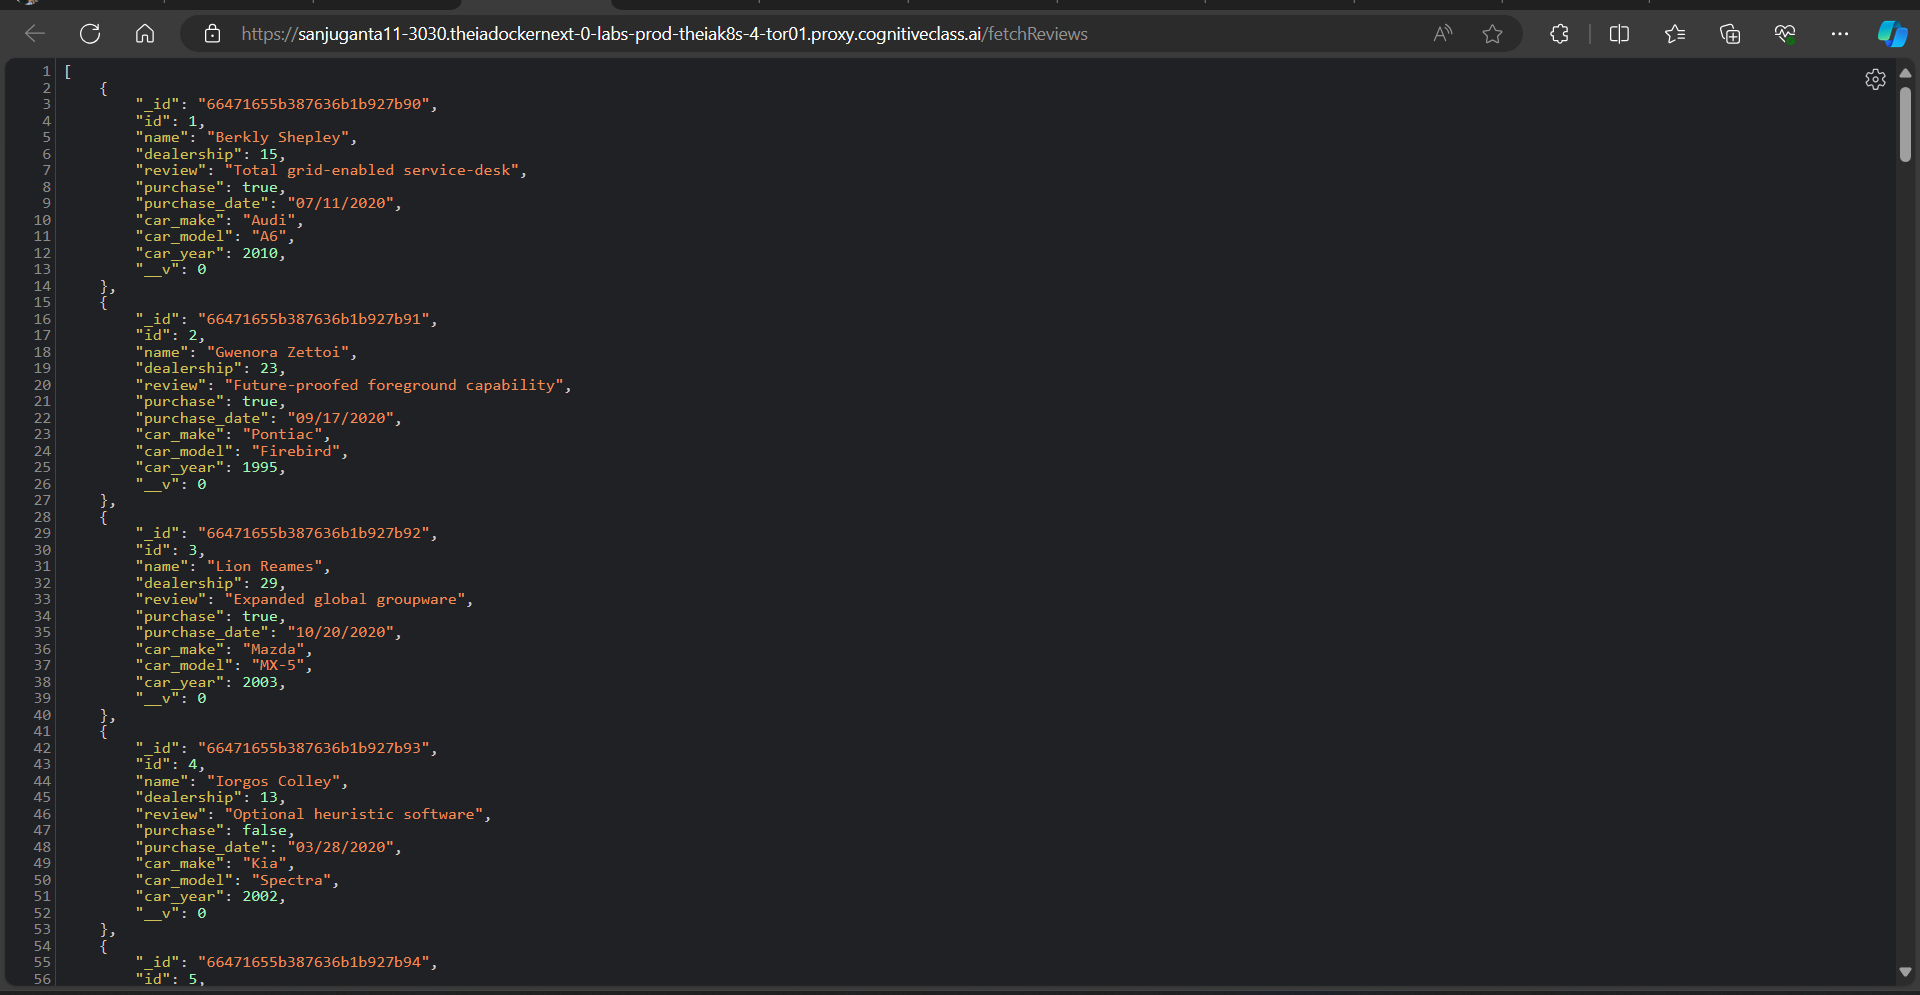 https://sanjuganta11-3030.theiadockernext-0-labs-prod-theiak8s-4-tor01.proxy.cognitiveclass.ai/fetchReviews
1 [
2     {
3         "_id": "66471655b387636b1b927b90",
4         "id": 1,
5         "name": "Berkly Shepley",
6         "dealership": 15,
7         "review": "Total grid-enabled service-desk",
8         "purchase": true,
9         "purchase_date": "07/11/2020",
10         "car_make": "Audi",
11         "car_model": "A6",
12         "car_year": 2010,
13         "__v": 0
14     },
15     {
16         "_id": "66471655b387636b1b927b91",
17         "id": 2,
18         "name": "Gwenora Zettoi",
19         "dealership": 23,
20         "review": "Future-proofed foreground capability",
21         "purchase": true,
22         "purchase_date": "09/17/2020",
23         "car_make": "Pontiac",
24         "car_model": "Firebird",
25         "car_year": 1995,
26         "__v": 0
27     },
28     {
29         "_id": "66471655b387636b1b927b92",
30         "id": 3,
31         "name": "Lion Reames",
32         "dealership": 29,
33         "review": "Expanded global groupware",
34         "purchase": true,
35         "purchase_date": "10/20/2020",
36         "car_make": "Mazda",
37         "car_model": "MX-5",
38         "car_year": 2003,
39         "__v": 0
40     },
41     {
42         "_id": "66471655b387636b1b927b93",
43         "id": 4,
44         "name": "Iorgos Colley",
45         "dealership": 13,
46         "review": "Optional heuristic software",
47         "purchase": false,
48         "purchase_date": "03/28/2020",
49         "car_make": "Kia",
50         "car_model": "Spectra",
51         "car_year": 2002,
52         "__v": 0
53     },
54     {
55         "_id": "66471655b387636b1b927b94",
56         "id": 5,